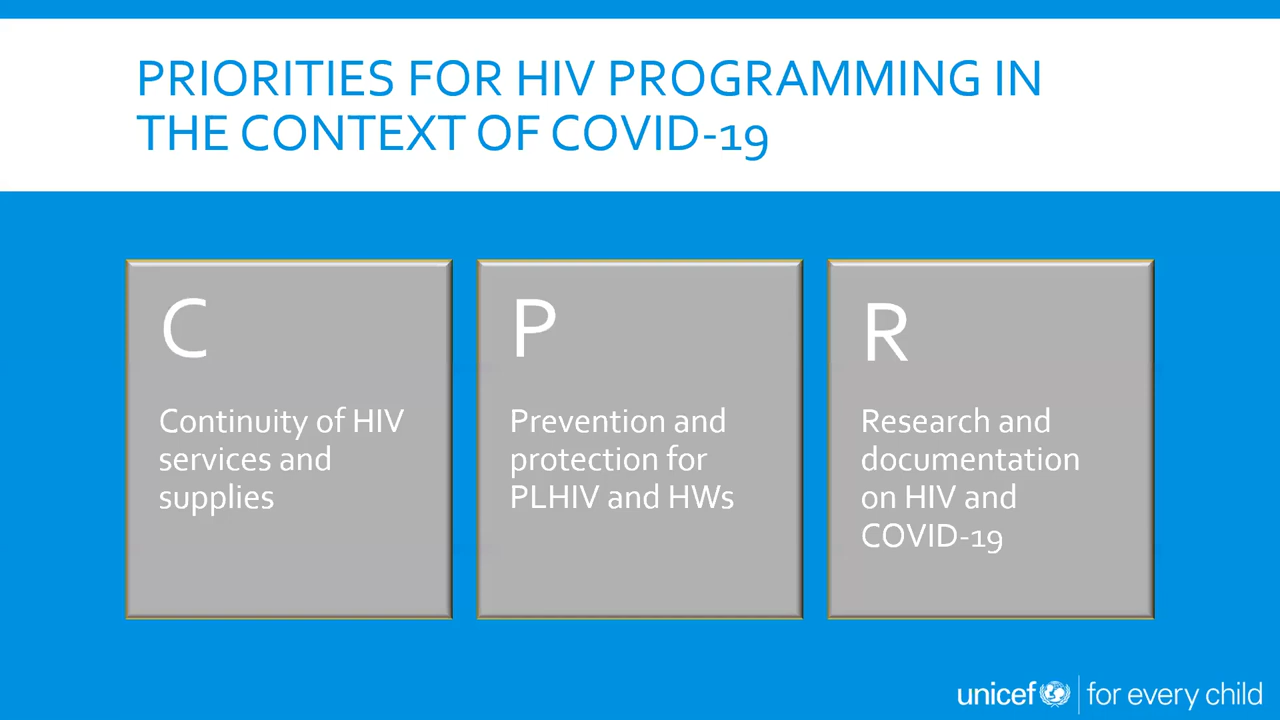 PRIORITIES FOR HIV PROGRAMMING IN
THE CONTEXT OF COVID-19
C
Continuity of HIV
services and
supplies
P
Prevention and
protection for
PLHIV and HWs
R
Research and
documentation
on HIV and
COVID-19
unicef for every child